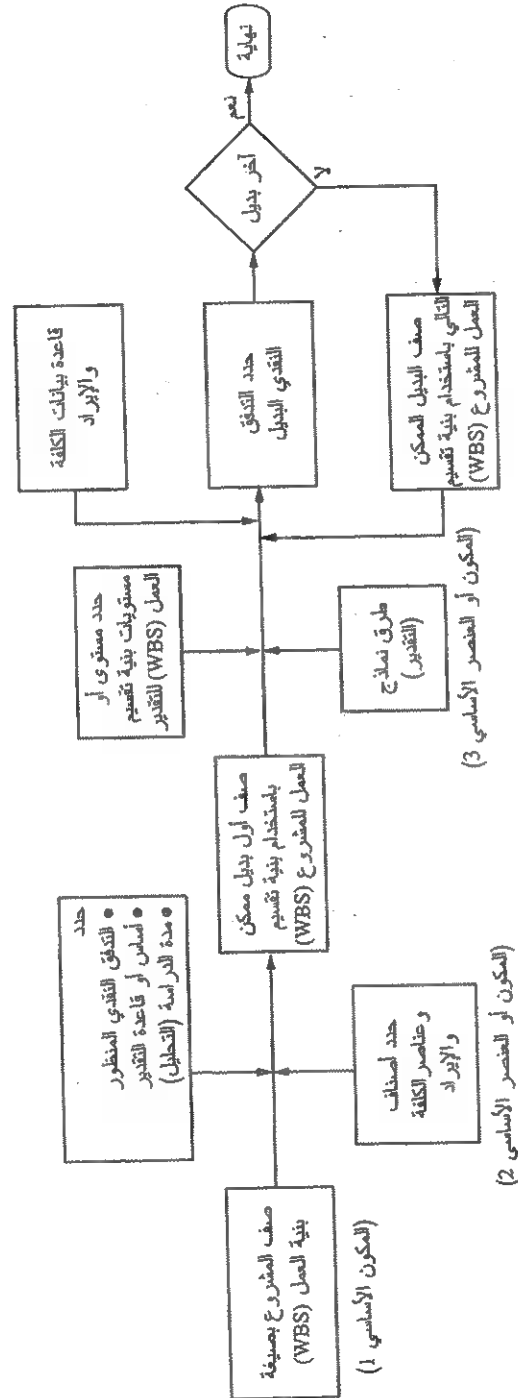 صف المشروع بصيغة
بنية العمل (WBS)
(المكون الأساسي 1)
حدد
● التدفق النقدي المنظور
● أساس أو قاعدة التقدير
● مدة الدراسة (التحليل)
حدد أصناف
وعناصر الكلفة
والإيراد
(المكون أو العنصر الأساسي 2)
صف أول بديل ممكن
باستخدام بنية تقسيم
العمل للمشروع (WBS)
حدد مستوى أو
مستويات بنية تقسيم
العمل (WBS) للتقدير
طرق نماذج
(التقدير)
(المكون أو العنصر الأساسي 3)
قاعدة بيانات الكلفة
والإيراد
حدد التدفق
النقدي البديل
صف البديل الممكن
التالي باستخدام بنية تقسيم
العمل للمشروع (WBS)
آخر بديل
نعم
لا
نهاية